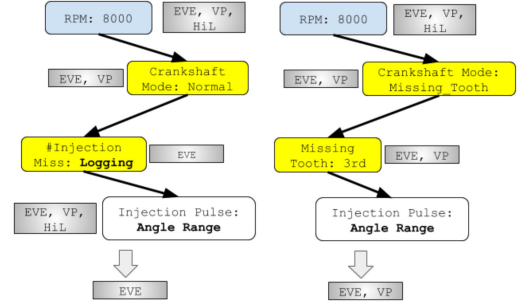 RPM: 8000
EVE, VP,
HiL
EVE, VP
Crankshaft
Mode: Normal
#Injection
Miss: Logging
EVE
EVE, VP,
HiL
Injection Pulse:
Angle Range
EVE
RPM: 8000
EVE, VP,
HiL
EVE, VP
Crankshaft Mode:
Missing_Tooth
Missing
Tooth: 3rd
EVE, VP
Injection Pulse:
Angle Range
EVE, VP